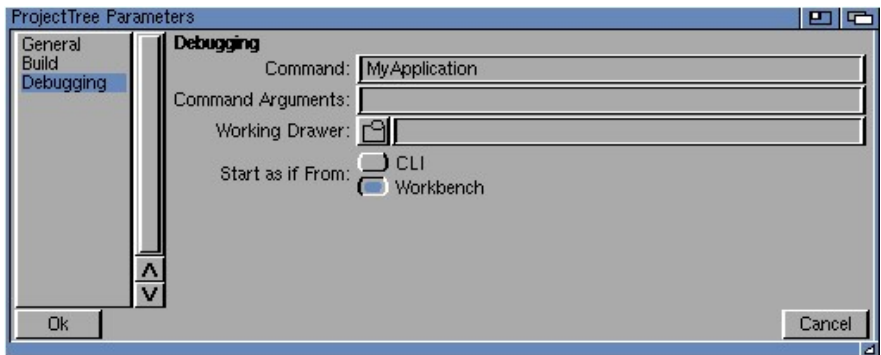 ProjectTree Parameters
General
Build
Debugging
Debugging
Command: MyApplication
Command Arguments:
Working Drawer:
Start as if From: CLI
Workbench
Ok
Cancel